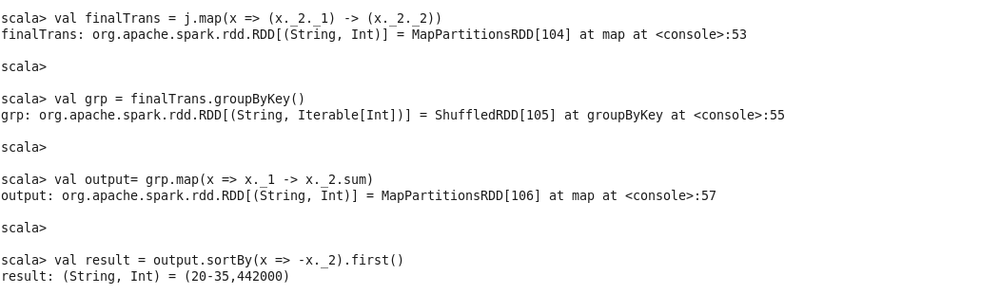 scala> val finalTrans = j.map(x => (x._2._1) -> (x._2._2))
finalTrans: org.apache.spark.rdd.RDD[(String, Int)] = MapPartitionsRDD[104] at map at <console>:53
scala>
scala> val grp = finalTrans.groupByKey()
grp: org.apache.spark.rdd.RDD[(String, Iterable[Int])] = ShuffledRDD[105] at groupByKey at <console>:55
scala>
scala> val output= grp.map(x => x._1 -> x._2.sum)
output: org.apache.spark.rdd.RDD[(String, Int)] = MapPartitionsRDD[106] at map at <console>:57
scala>
scala> val result = output.sortBy(x => -x._2).first()
result: (String, Int) = (20-35,442000)